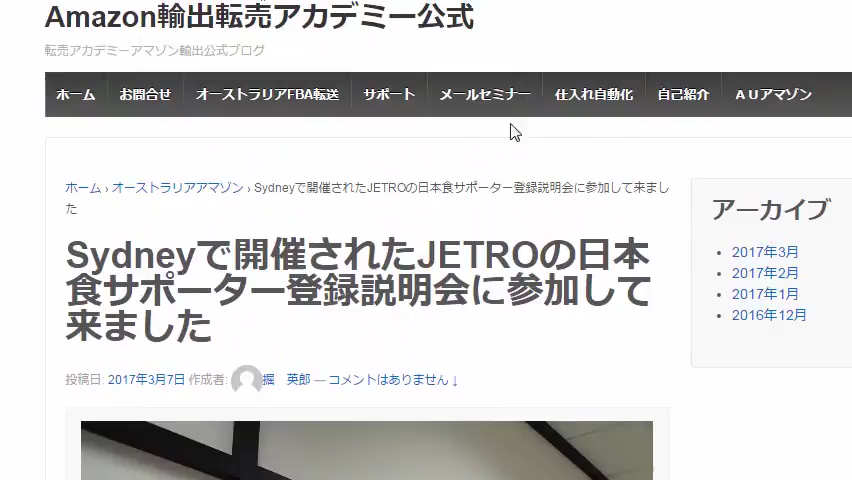 Amazon輸出転売アカデミー公式
転売アカデミーアマゾン輸出公式ブログ
ホーム お問合せ オーストラリアFBA転送 サポート メールセミナー 仕入れ自動化 自己紹介 ＡＵアマゾン
ホーム › オーストラリアアマゾン › Sydneyで開催されたJETROの日本食サポーター登録説明会に参加して来まし
た
Sydneyで開催されたJETROの日本
食サポーター登録説明会に参加して
来ました
投稿日: 2017年3月7日 作成者: 掘 英郎 — コメントはありません ↓
アーカイブ
2017年3月
2017年2月
2017年1月
2016年12月